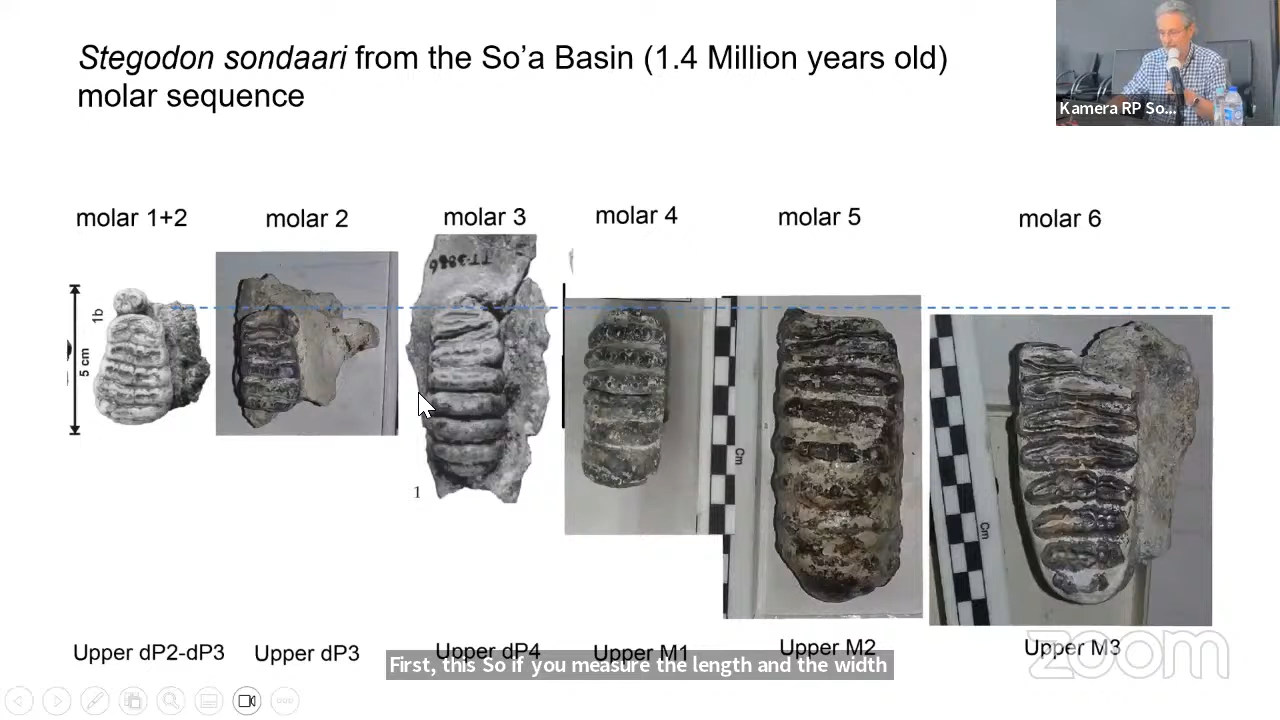 Stegodon sondaari from the So’a Basin (1.4 Million years old)
molar sequence
Kamera RP So...
molar 1+2
molar 2
molar 3
molar 4
molar 5
molar 6
1b
5 cm
TT-3886
1
Cm
Cm
Upper dP2-dP3
Upper dP3
Upper dP4
Upper M1
Upper M2
Upper M3
First, this So if you measure the length and the width
zoom